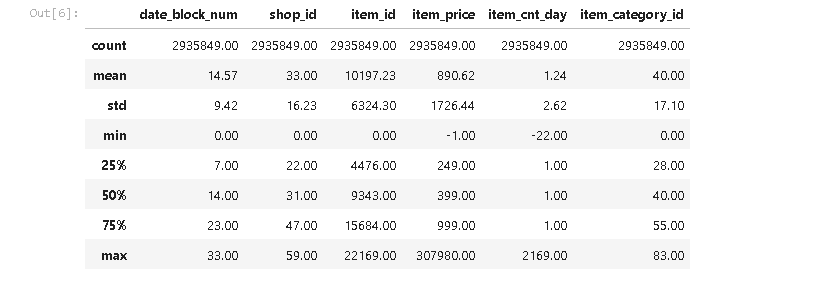 Out[6]:
date_block_num shop_id item_id item_price item_cnt_day item_category_id
count 2935849.00 2935849.00 2935849.00 2935849.00 2935849.00 2935849.00
mean 14.57 33.00 10197.23 890.62 1.24 40.00
std 9.42 16.23 6324.30 1726.44 2.62 17.10
min 0.00 0.00 0.00 -1.00 -22.00 0.00
25% 7.00 22.00 4476.00 249.00 1.00 28.00
50% 14.00 31.00 9343.00 399.00 1.00 40.00
75% 23.00 47.00 15684.00 999.00 1.00 55.00
max 33.00 59.00 22169.00 307980.00 2169.00 83.00